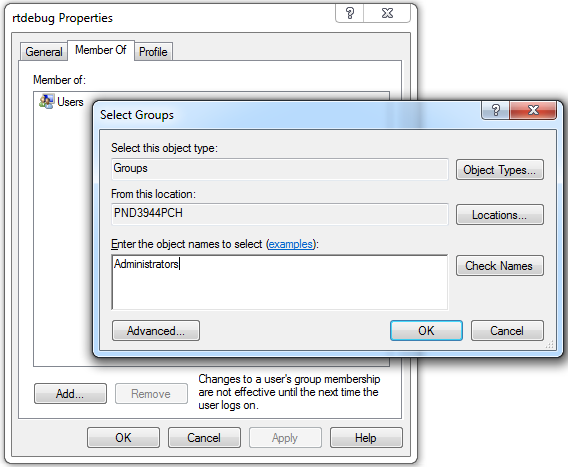 rtdebug Properties
General Member Of Profile
Member of:
Users
Select Groups
Select this object type:
Groups
Object Types...
From this location:
PND3944PCH
Locations...
Enter the object names to select (examples):
Administrators
Check Names
Advanced...
OK
Cancel
Add...
Remove
Changes to a user's group membership
are not effective until the next time the
user logs on.
OK
Cancel
Apply
Help